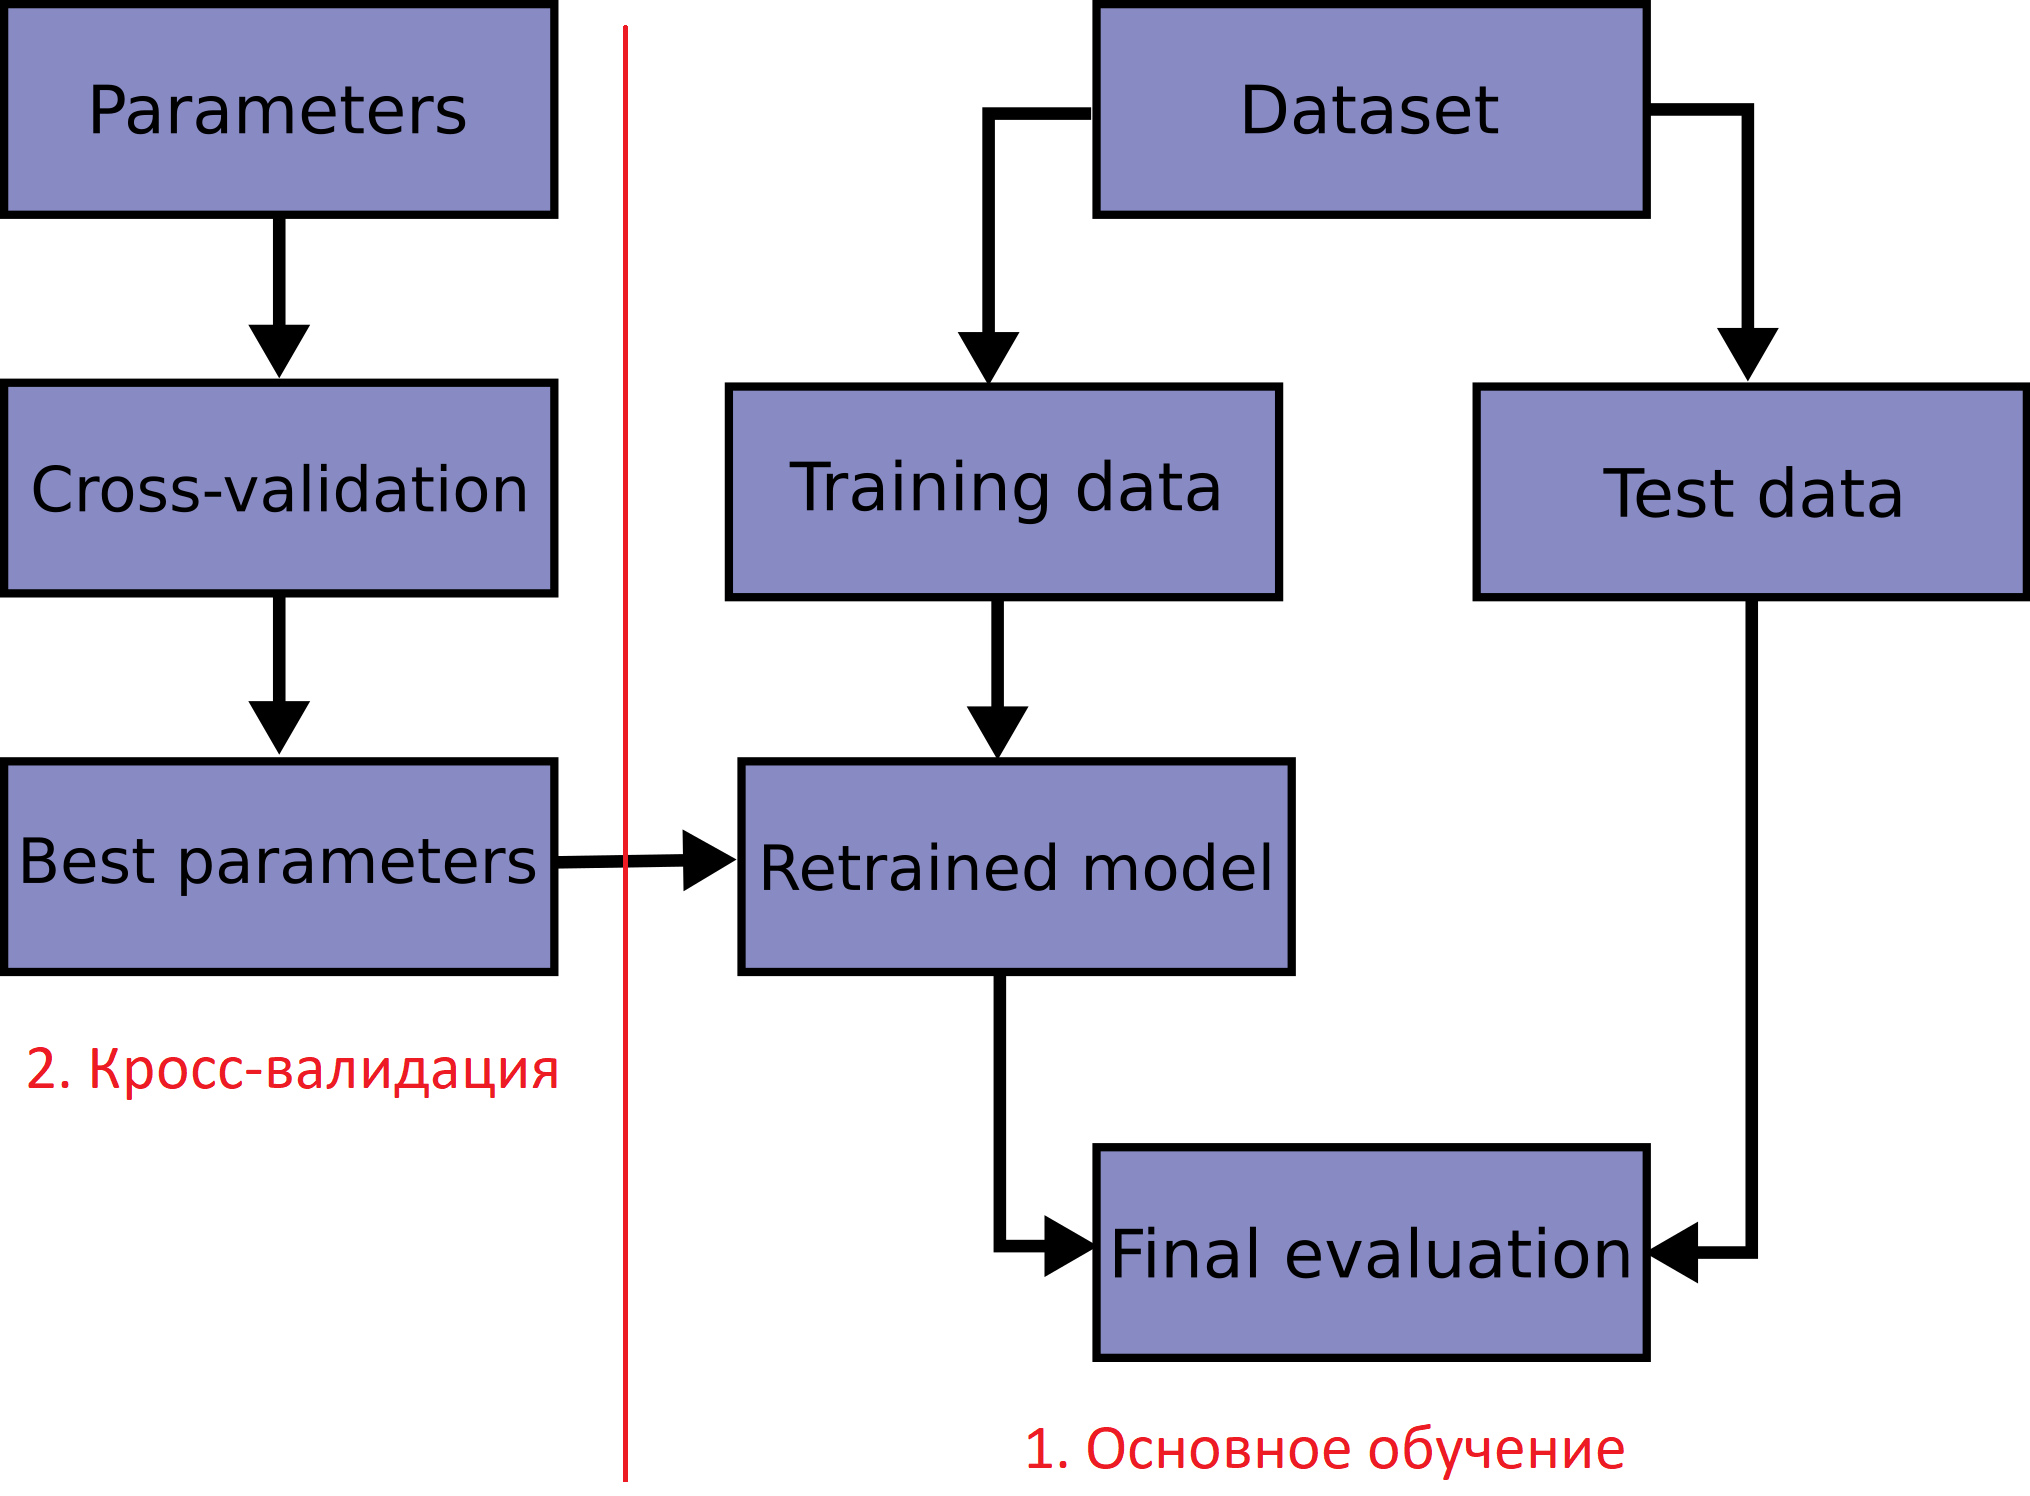 Parameters
Dataset
Cross-validation
Training data
Test data
Best parameters
Retrained model
2. Кросс-валидация
Final evaluation
1. Основное обучение